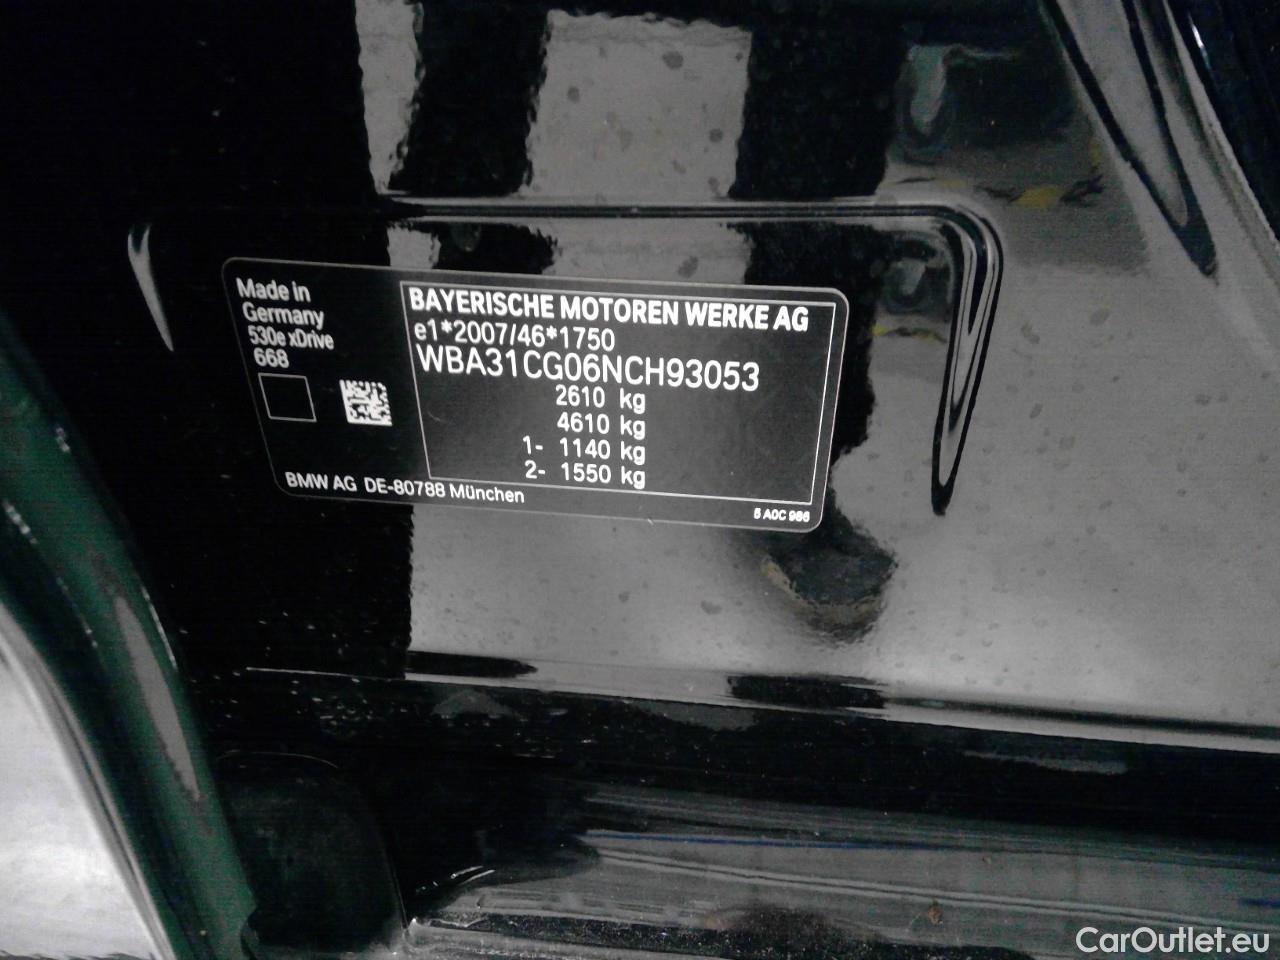 Made in
Germany
530e xDrive
668
BAYERISCHE MOTOREN WERKE AG
e1*2007/46*1750
WBA31CG06NCH93053
2610 kg
4610 kg
1- 1140 kg
2- 1550 kg
BMW AG DE-80788 München
5 A0C 986
CarOutlet.eu